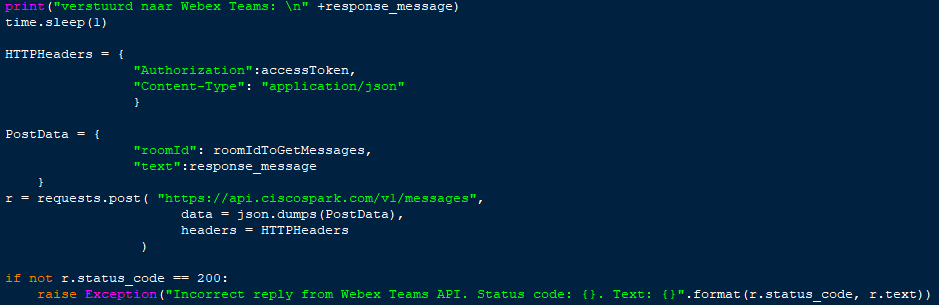 print("verstuurd naar Webex Teams: \n" +response_message)
time.sleep(1)
HTTPHeaders = {
"Authorization":accessToken,
"Content-Type": "application/json"
}
PostData = {
"roomId": roomIdToGetMessages,
"text":response_message
}
r = requests.post( "https://api.ciscospark.com/v1/messages",
data = json.dumps(PostData),
headers = HTTPHeaders
)
if not r.status_code == 200:
raise Exception("Incorrect reply from Webex Teams API. Status code: {}. Text: {}".format(r.status_code, r.text))